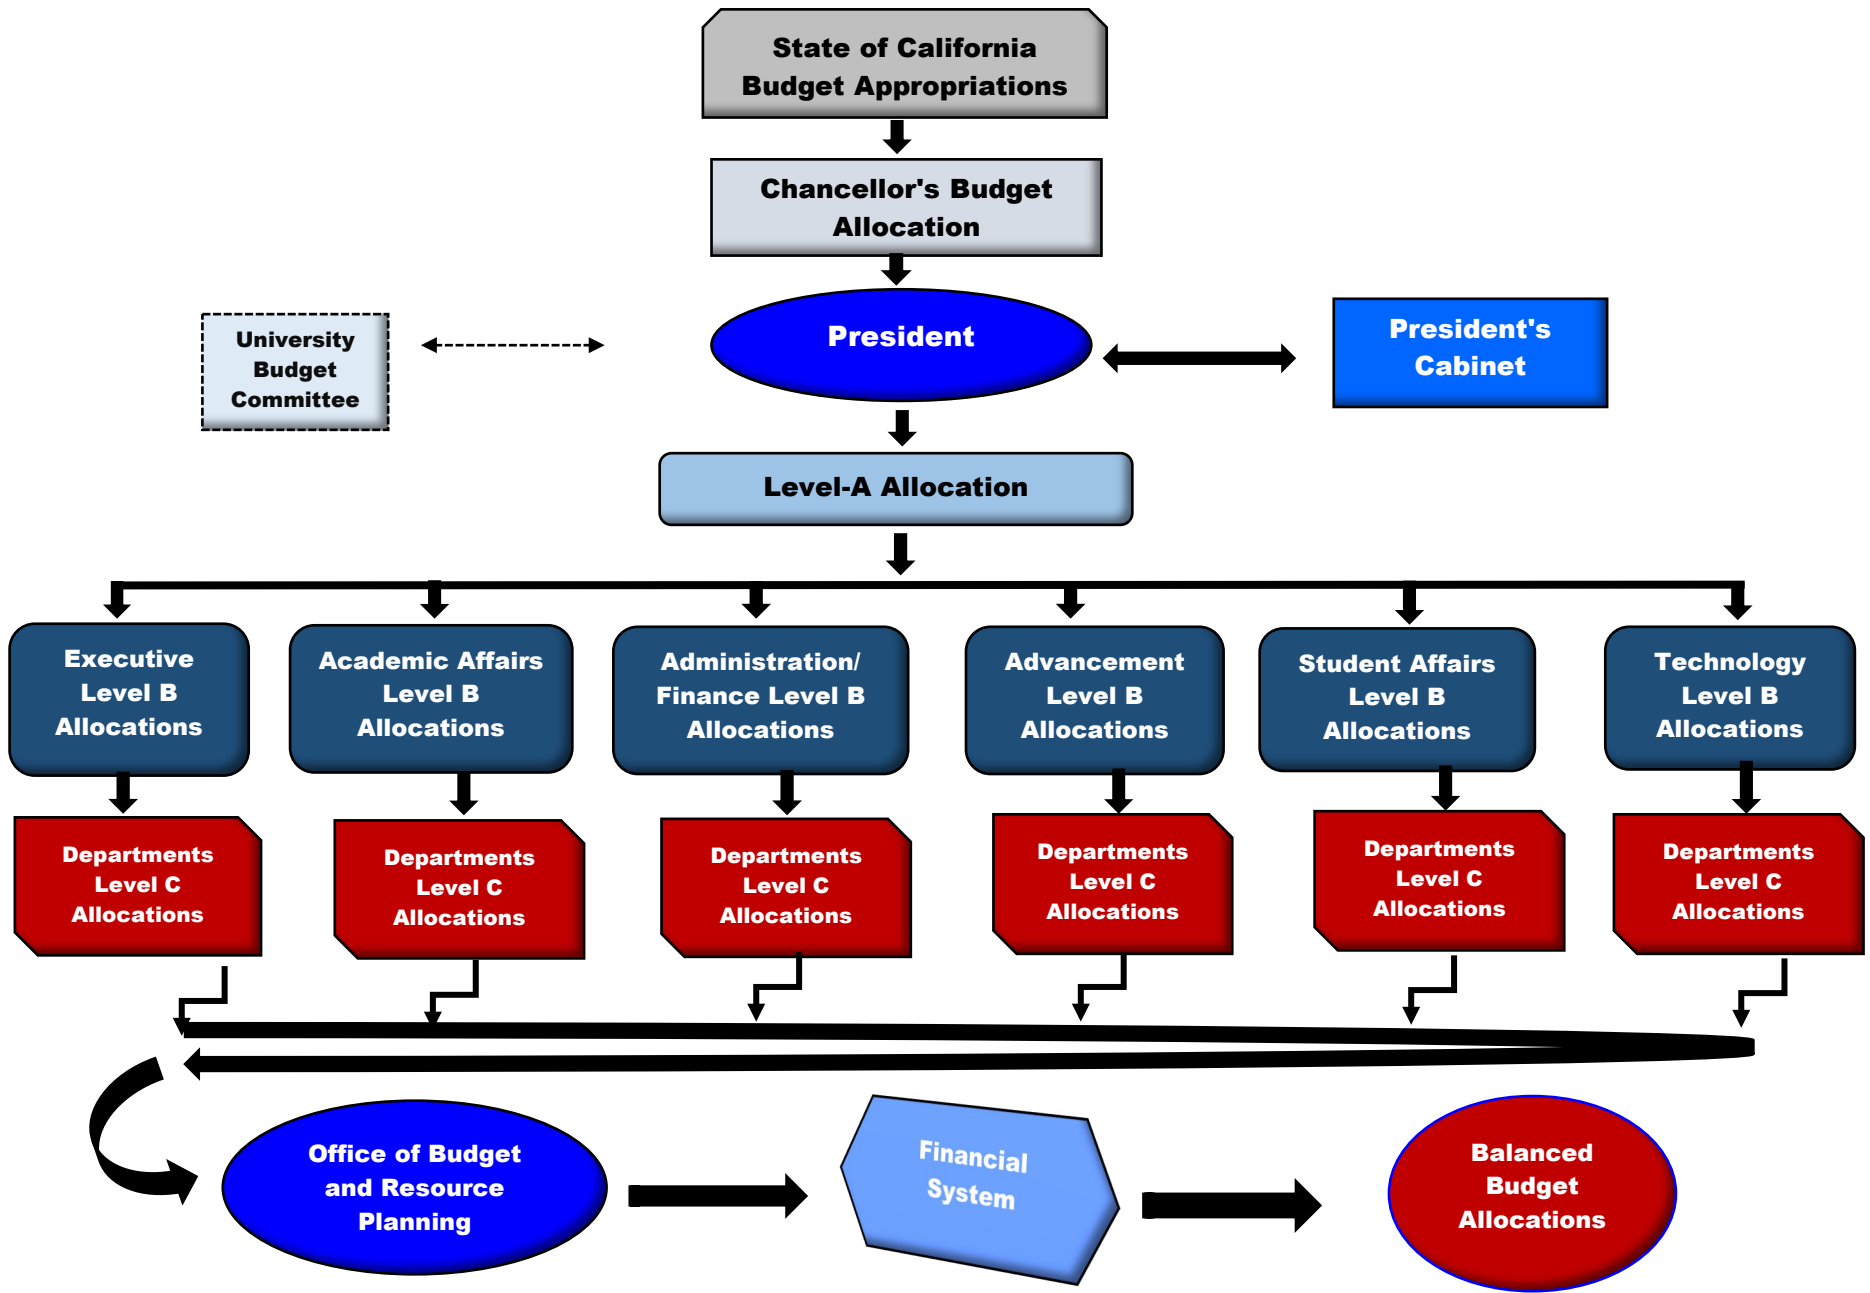 State of California
Budget Appropriations
Chancellor's Budget
Allocation
University
Budget
Committee
President
President's
Cabinet
Level-A Allocation
Executive
Level B
Allocations
Academic Affairs
Level B
Allocations
Administration/
Finance Level B
Allocations
Advancement
Level B
Allocations
Student Affairs
Level B
Allocations
Technology
Level B
Allocations
Departments
Level C
Allocations
Departments
Level C
Allocations
Departments
Level C
Allocations
Departments
Level C
Allocations
Departments
Level C
Allocations
Departments
Level C
Allocations
Office of Budget
and Resource
Planning
Financial
System
Balanced
Budget
Allocations